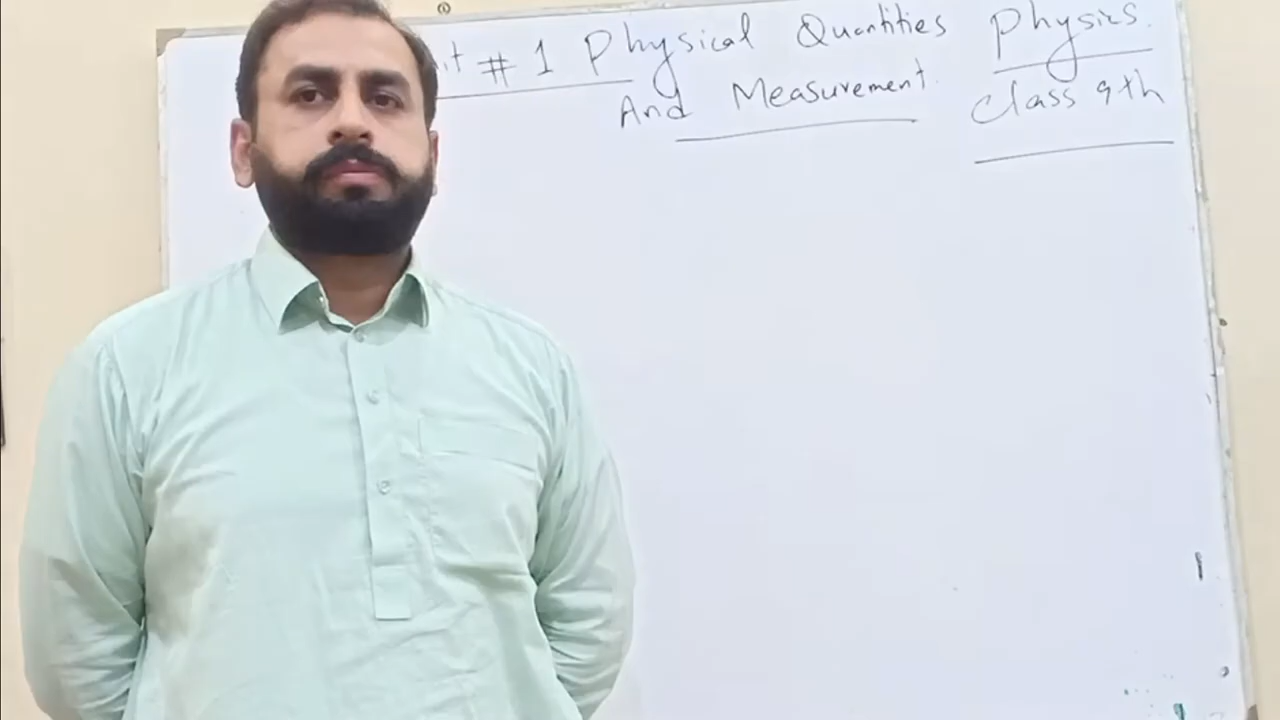 # 1 Physical Quantities
And Measurement.
Physics.
Class 9th